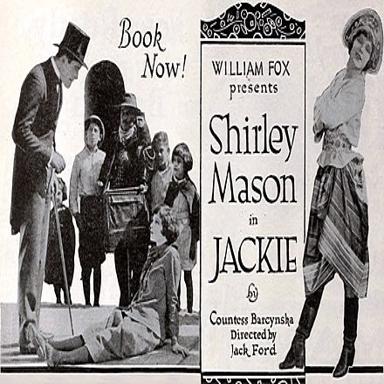 Book
Now!
WILLIAM FOX
presents
Shirley
Mason
in
JACKIE
by
Countess Barcynska
Directed by
Jack Ford